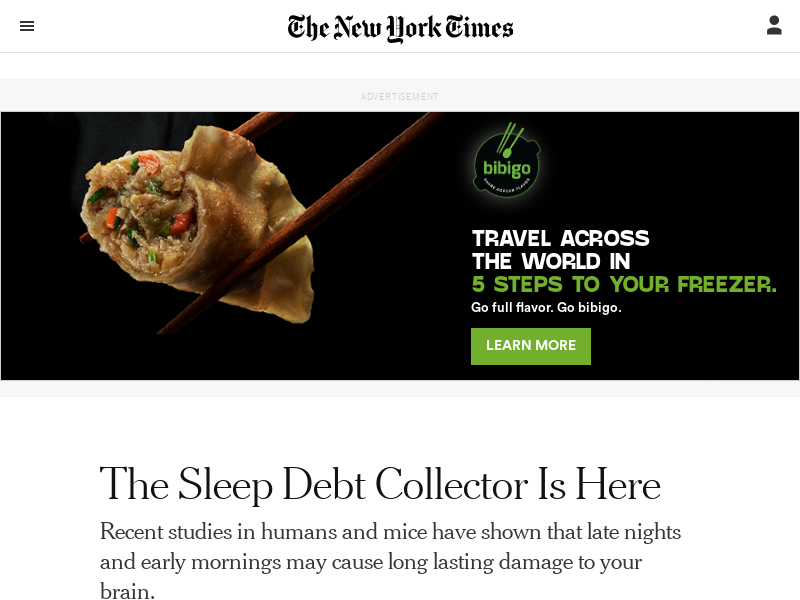 The New York Times
ADVERTISEMENT
bibigo
TRAVEL ACROSS
THE WORLD IN
5 STEPS TO YOUR FREEZER.
Go full flavor. Go bibigo.
LEARN MORE
The Sleep Debt Collector Is Here
Recent studies in humans and mice have shown that late nights
and early mornings may cause long lasting damage to your
brain.